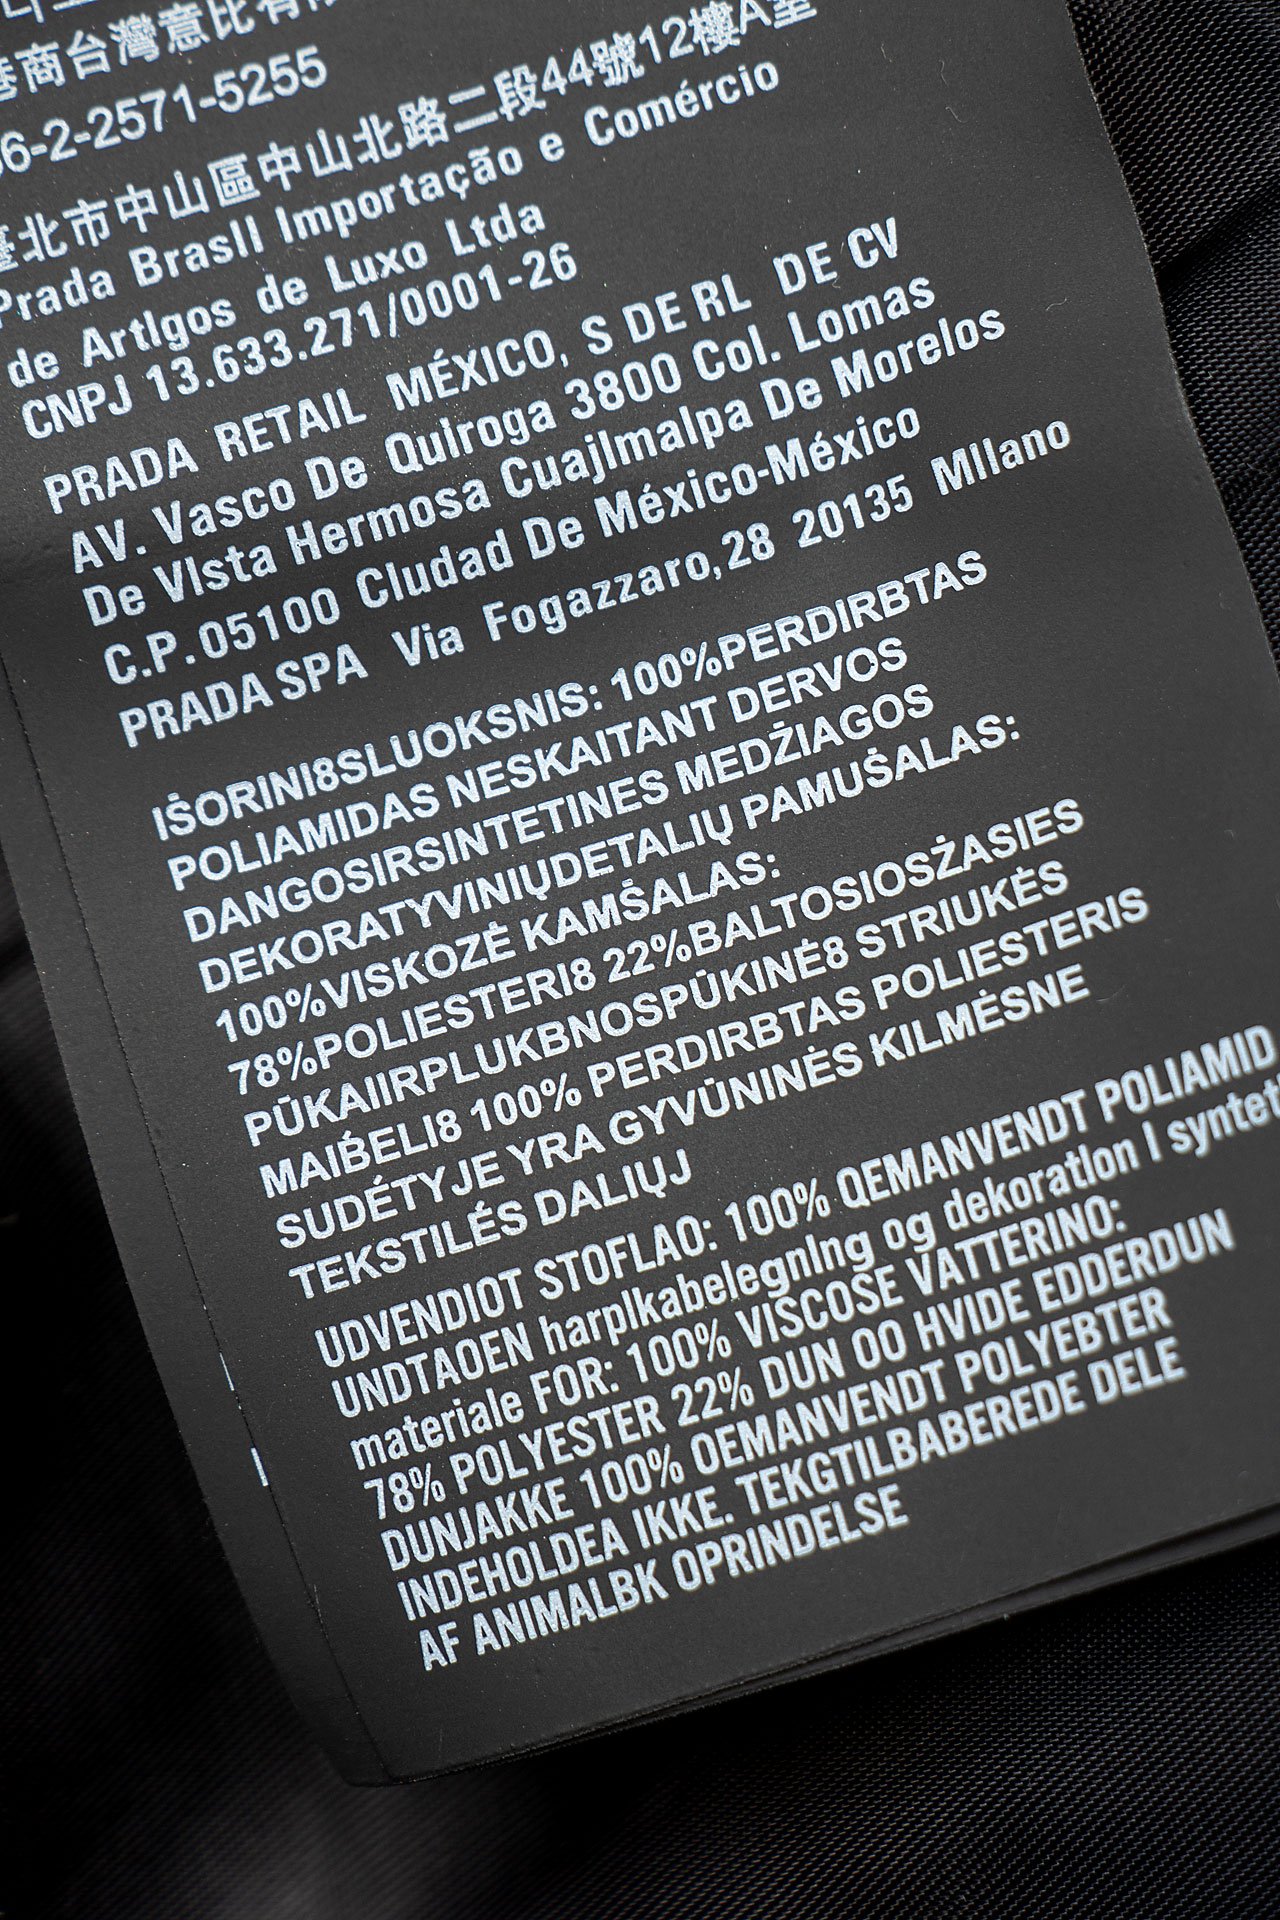 港商台灣意比有限
6-2-2571-5255
臺北市中山區中山北路二段44號12樓A室
Prada BrasIl Importação e Comércio
de ArtIgos de Luxo Ltda
CNPJ 13.633.271/0001-26
PRADA RETAIL MÉXICO, S DE RL DE CV
AV. Vasco De Quiroga 3800 Col. Lomas
De VIsta Hermosa CuajImalpa De Morelos
C.P. 05100 CIudad De México-México
PRADA SPA Via Fogazzaro,28 20135 MIlano
IŠORINI8SLUOKSNIS: 100%PERDIRBTAS
POLIAMIDAS NESKAITANT DERVOS
DANGOSIRSINTETINES MEDŽIAGOS
DEKORATYVINIŲDETALIŲ PAMUŠALAS:
100%VISKOZĖ KAMŠALAS:
78%POLIESTERI8 22%BALTOSIOSŻASIES
PŪKAIIRPLUKBNOSPŪKINĖ8 STRIUKĖS
MAIḂELI8 100% PERDIRBTAS POLIESTERIS
SUDĖTYJE YRA GYVŪNINĖS KILMĖSNE
TEKSTILĖS DALIŲJ
UDVENDIOT STOFLAO: 100% QEMANVENDT POLIAMID
UNDTAOEN harpIkabelegnIng og dekoratIon I syntet
materiale FOR: 100% VISCOSE VATTERINO:
78% POLYESTER 22% DUN OO HVIDE EDDERDUN
DUNJAKKE 100% OEMANVENDT POLYEBTER
INDEHOLDEA IKKE. TEKGTILBABEREDE DELE
AF ANIMALBK OPRINDELSE